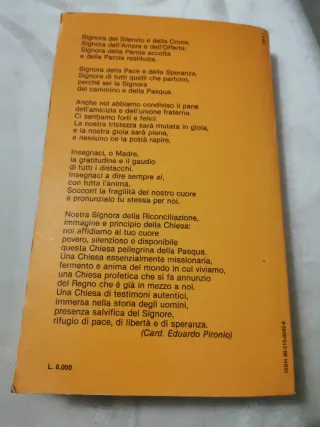 Signora del Silenzio e della Croce,
Signora dell'Amore e dell'Offerta,
Signora della Parola accolta
e della Parola restituita.
Signora della Pace e della Speranza,
Signora di tutti quelli che partono,
perché sei la Signora
del cammino e della Pasqua.
Anche noi abbiamo condiviso il pane
dell'amicizia e dell'unione fraterna.
Ci sentiamo forti e felici.
La nostra tristezza sarà mutata in gioia,
e la nostra gioia sarà piena,
e nessuno ce la potrà rapire.
Insegnaci, o Madre,
la gratitudine e il gaudio
di tutti i distacchi.
Insegnaci a dire sempre sì,
con tutta l'anima.
Soccorri la fragilità del nostro cuore
e pronunzialo tu stessa per noi.
Nostra Signora della Riconciliazione,
immagine e principio della Chiesa:
noi affidiamo al tuo cuore
povero, silenzioso e disponibile
questa Chiesa pellegrina della Pasqua.
Una Chiesa essenzialmente missionaria,
fermento e anima del mondo in cui viviamo,
una Chiesa profetica che si fa annunzio
del Regno che è già in mezzo a noi.
Una Chiesa di testimoni autentici,
immersa nella storia degli uomini,
presenza salvifica del Signore,
rifugio di pace, di libertà e di speranza.
(Card. Eduardo Pironio)
L. 6.000